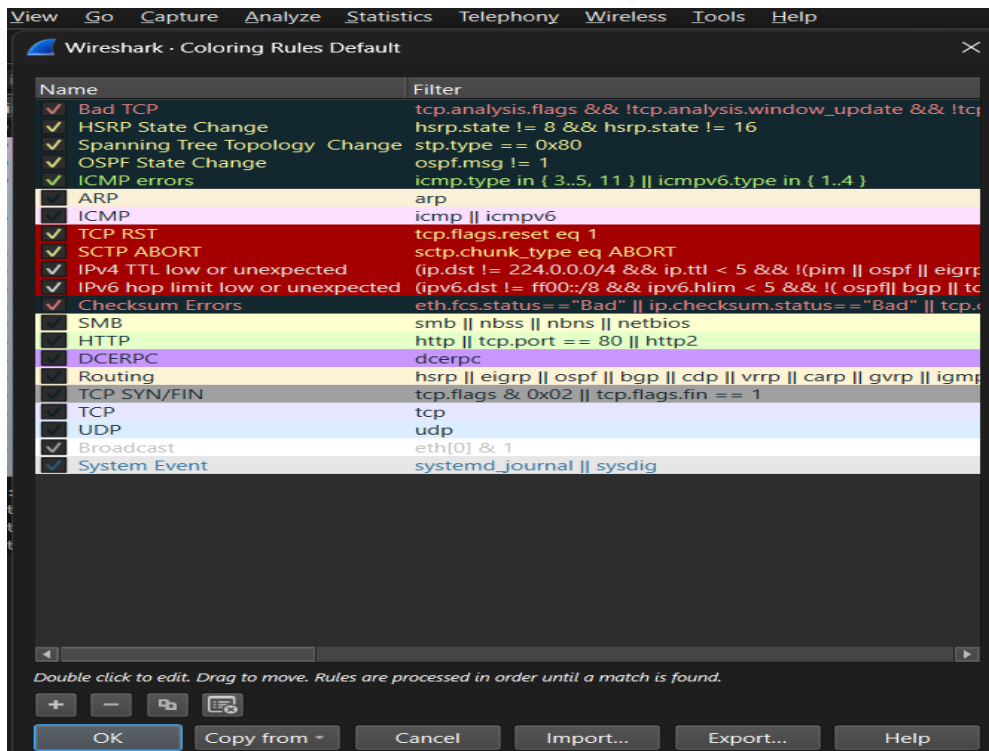 View Go Capture Analyze Statistics Telephony Wireless Tools Help
Wireshark · Coloring Rules Default
Name Filter
Bad TCP tcp.analysis.flags && !tcp.analysis.window_update && !tcp
HSRP State Change hsrp.state != 8 && hsrp.state != 16
Spanning Tree Topology Change stp.type == 0x80
OSPF State Change ospf.msg != 1
ICMP errors icmp.type in { 3..5, 11 } || icmpv6.type in { 1..4 }
ARP arp
ICMP icmp || icmpv6
TCP RST tcp.flags.reset eq 1
SCTP ABORT sctp.chunk_type eq ABORT
IPv4 TTL low or unexpected (ip.dst != 224.0.0.0/4 && ip.ttl < 5 && !(pim || ospf || eigrp
IPv6 hop limit low or unexpected (ipv6.dst != ff00::/8 && ipv6.hlim < 5 && !( ospf|| bgp || tc
Checksum Errors eth.fcs.status=="Bad" || ip.checksum.status=="Bad" || tcp.c
SMB smb || nbss || nbns || netbios
HTTP http || tcp.port == 80 || http2
DCERPC dcerpc
Routing hsrp || eigrp || ospf || bgp || cdp || vrrp || carp || gvrp || igmp
TCP SYN/FIN tcp.flags & 0x02 || tcp.flags.fin == 1
TCP tcp
UDP udp
Broadcast eth[0] & 1
System Event systemd_journal || sysdig
Double click to edit. Drag to move. Rules are processed in order until a match is found.
OK Copy from Cancel Import... Export... Help